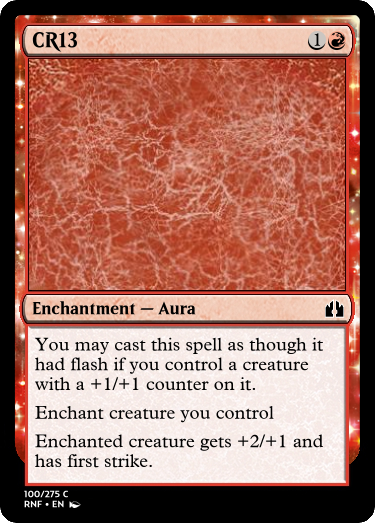 CR13
1
Enchantment — Aura
You may cast this spell as though it
had flash if you control a creature
with a +1/+1 counter on it.
Enchant creature you control
Enchanted creature gets +2/+1 and
has first strike.
100/275 C
RNF • EN